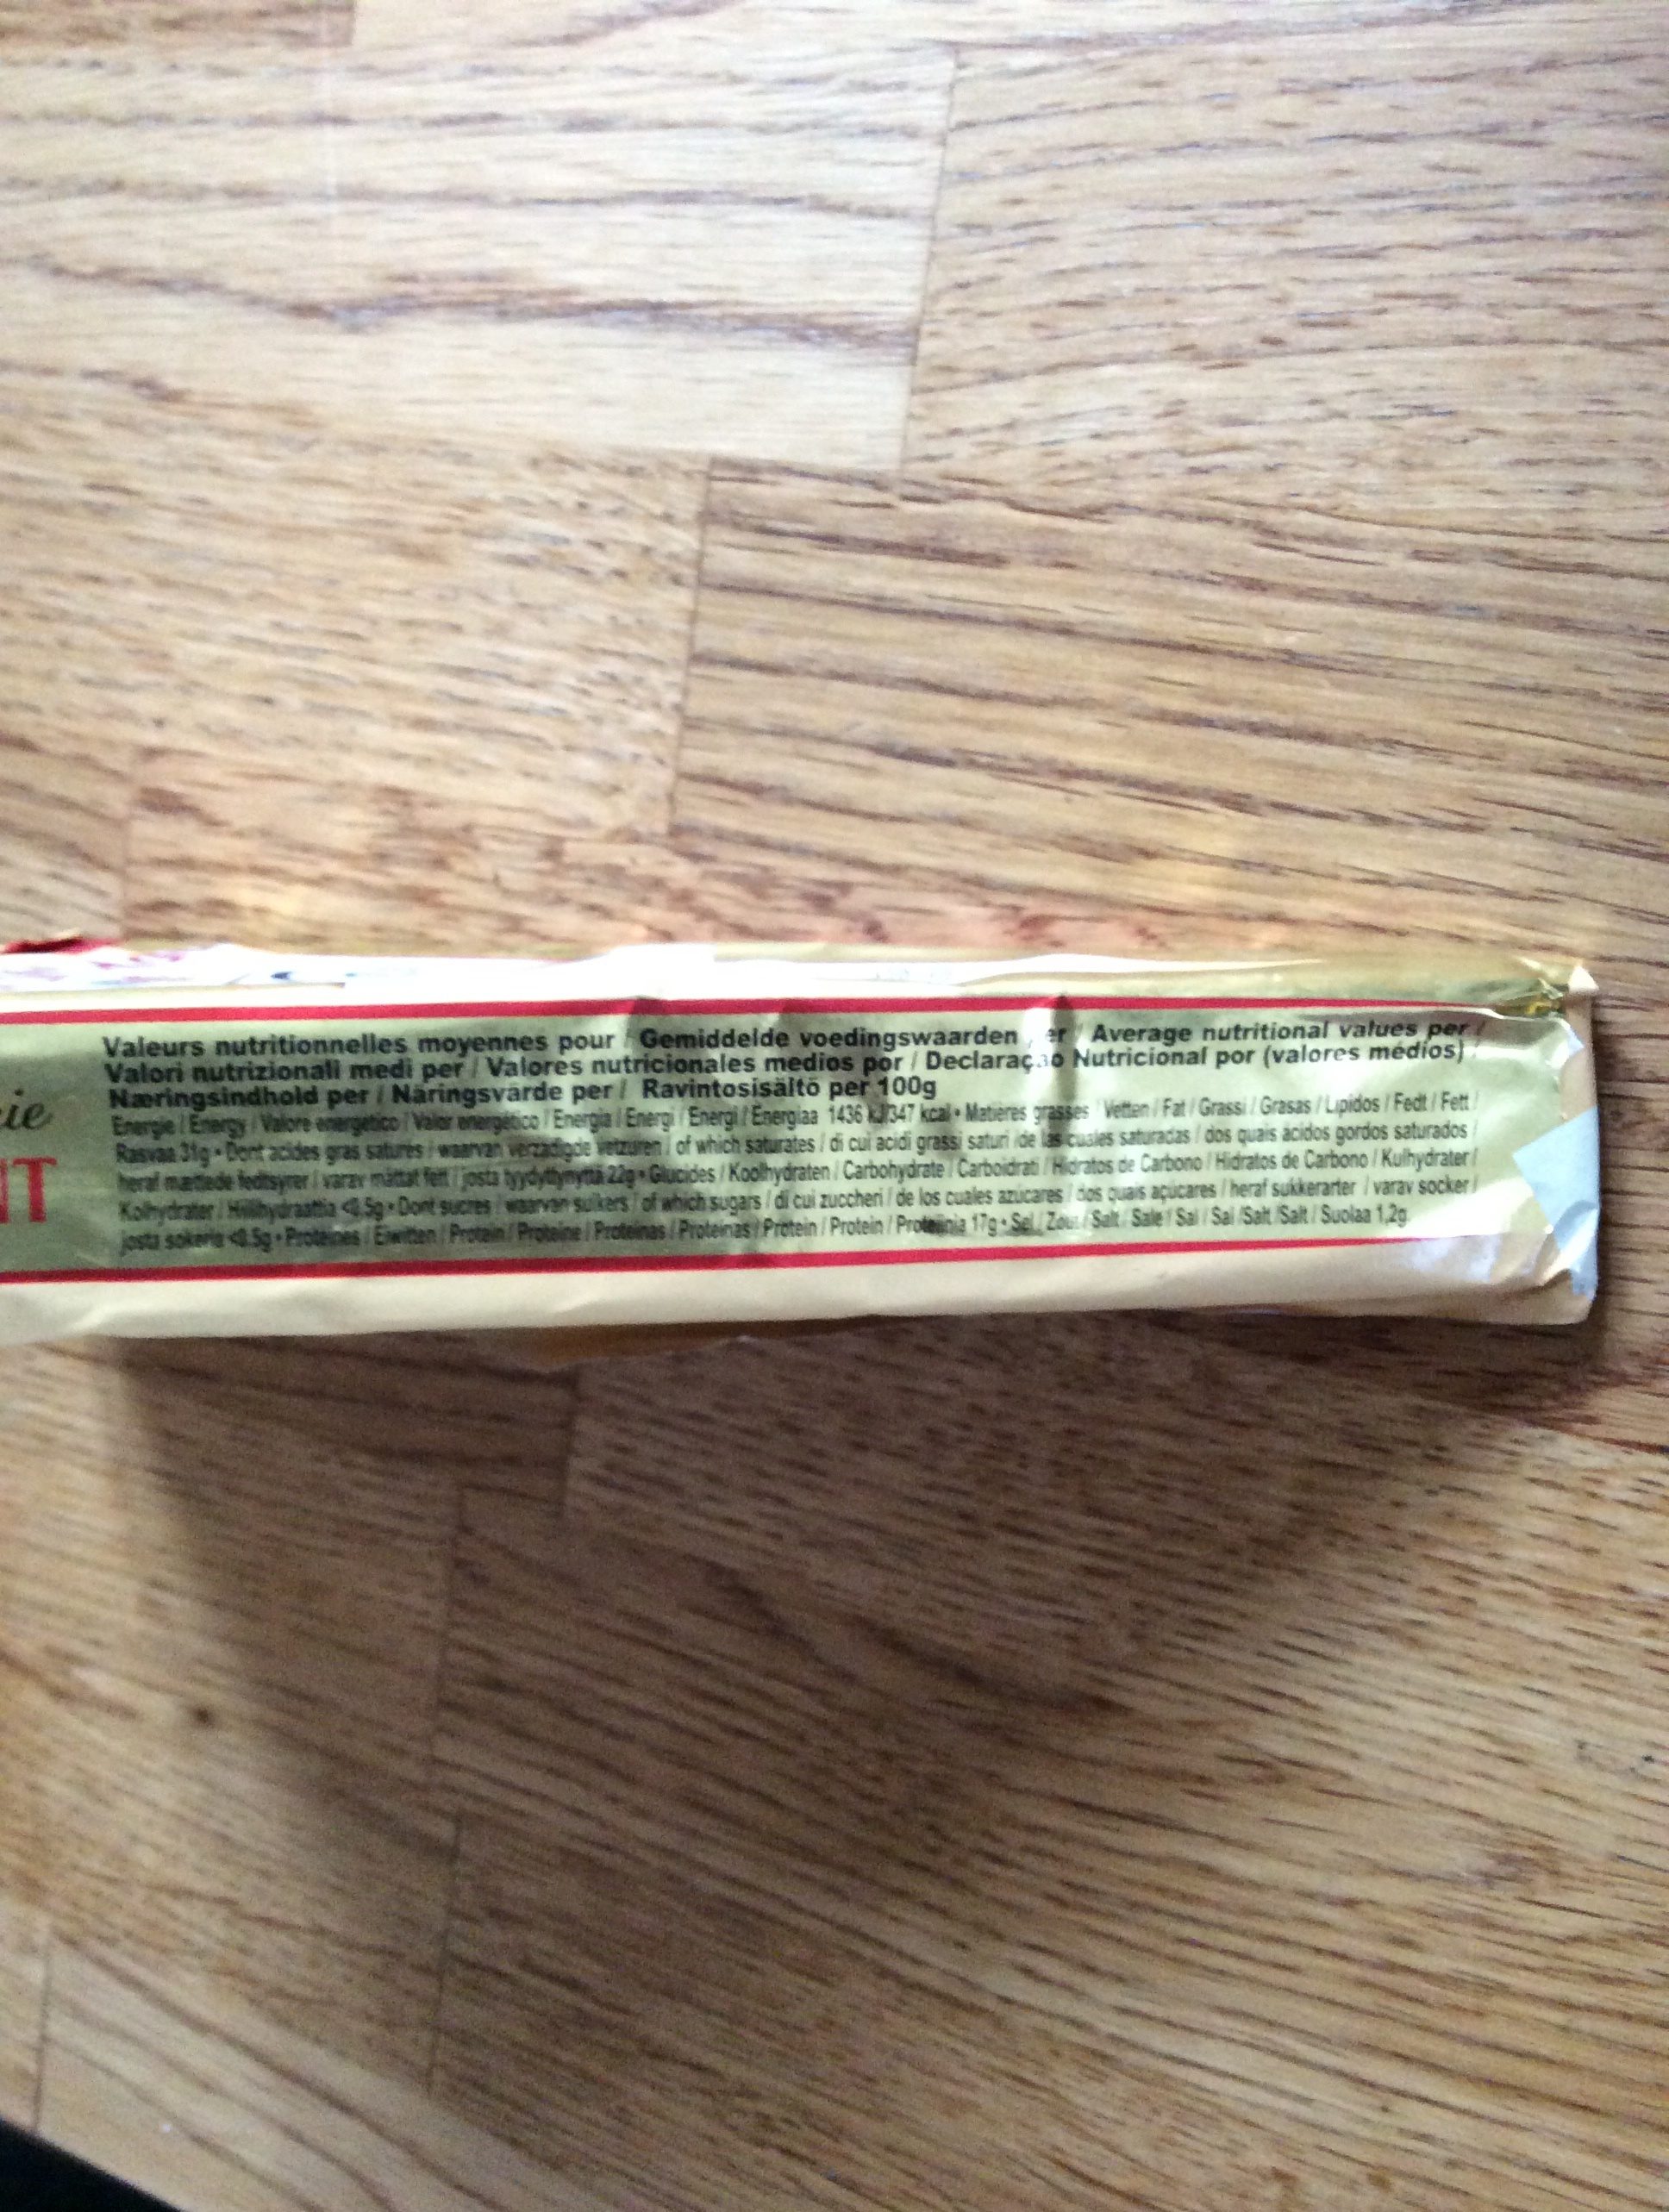 Valeurs nutritionnelles moyennes pour / Gemiddelde voedingswaarden er / Average nutritional values per /
Valori nutrizionali medi per / Valores nutricionales medios por / Declaraç o Nutricional por (valores médios) /
Næringsindhold per / Näringsvärde per / Ravintosisältö per 100g
Energie / Energy / Valore energetico / Valor energético / Energia / Energi / Energi / Energiaa 1436 kJ/347 kcal • Matières grasses / Vetten / Fat / Grassi / Grasas / Lípidos / Fedt / Fett /
Rasvaa 31g • Dont acides gras saturés / waarvan verzadigde vetzuren / of which saturates / di cui acidi grassi saturi / de las cuales saturadas / dos quais ácidos gordos saturados /
heraf mættede fedtsyrer / varav mättat fett / josta tyydyttynyttä 22g • Glucides / Koolhydraten / Carbohydrate / Carboidrati / Hidratos de Carbono / Hidratos de Carbono / Kulhydrater /
Kolhydrater / Hiilihydraattia <0.5g • Dont sucres / waarvan suikers / of which sugars / di cui zuccheri / de los cuales azúcares / dos quais açúcares / heraf sukkerarter / varav socker /
josta sokeria <0.5g • Protéines / Eiwitten / Protein / Proteine / Proteínas / Proteínas / Protein / Protein / Proteiinia 17g • Sel / Zout / Salt / Sale / Sal / Sal /Salt /Salt / Suolaa 1,2g
cie
NT